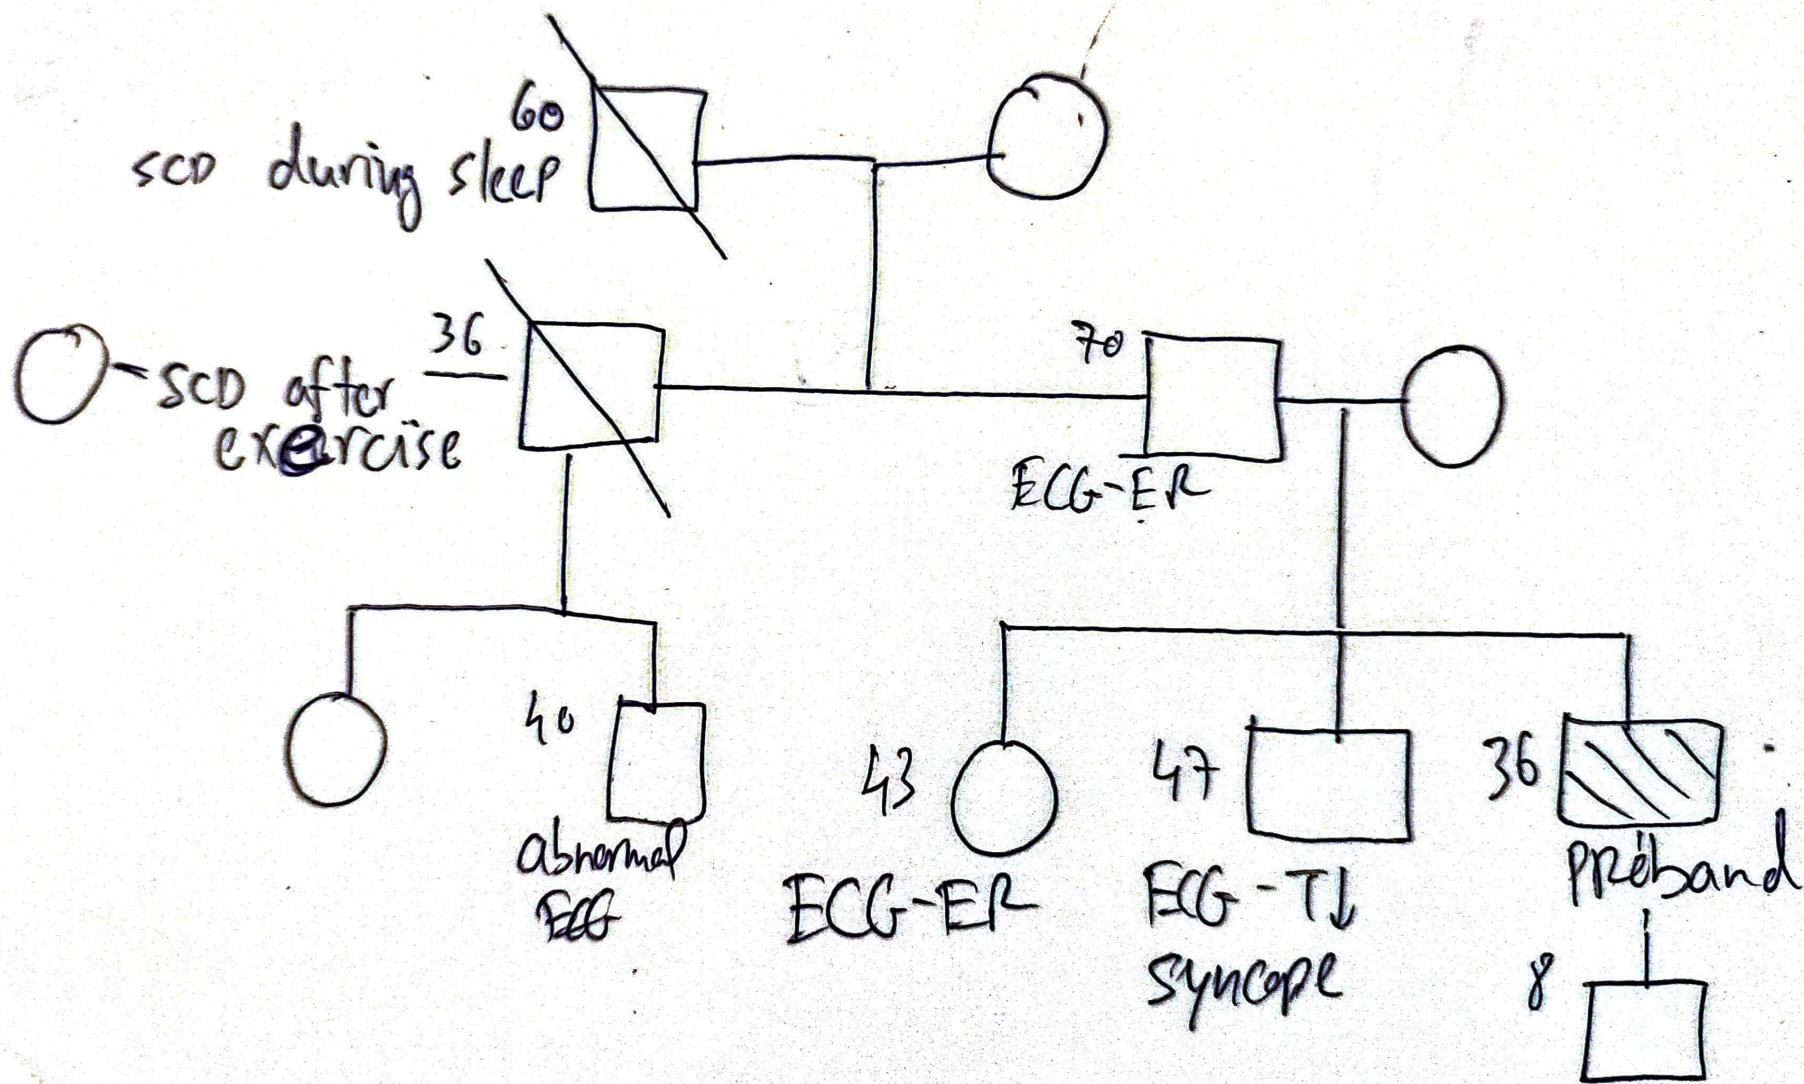 60
SCD during sleep
36
SCD after
exercise
70
ECG-ER
40
abnormal
ECG
43
ECG-ER
47
ECG-T↓
syncope
36
proband
8